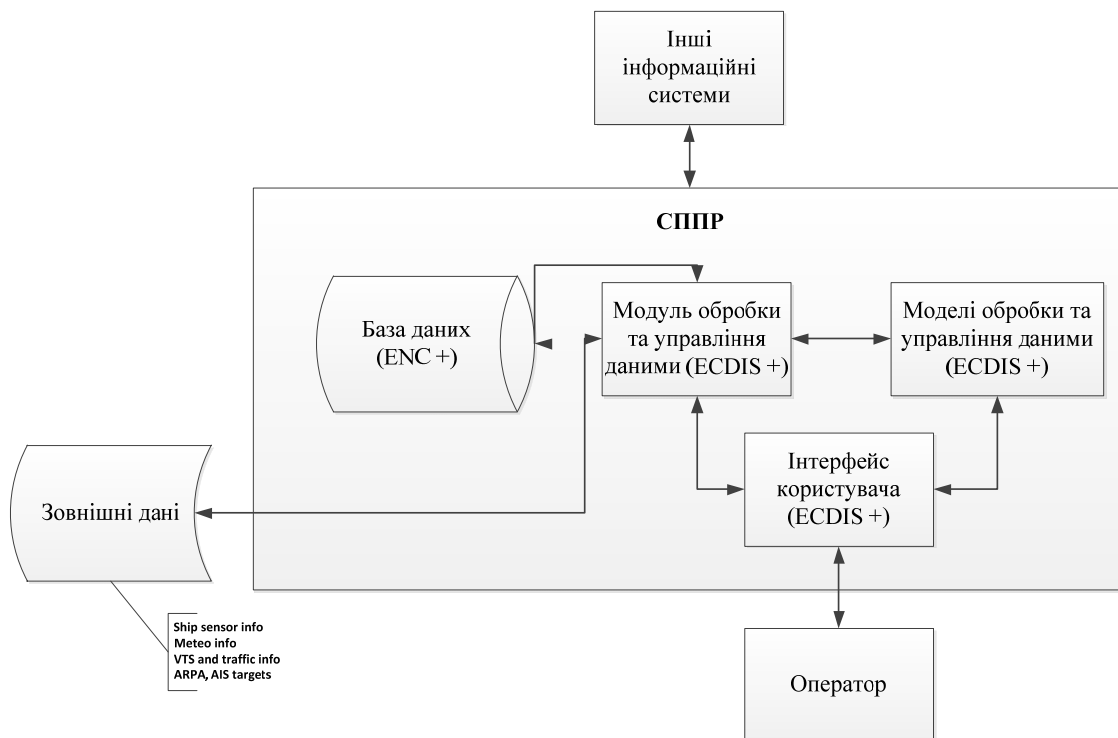 Інші
інформаційні
системи
СППР
База даних
(ENC +)
Модуль обробки
та управління
даними (ECDIS +)
Моделі обробки та
управління даними
(ECDIS +)
Інтерфейс
користувача
(ECDIS +)
Зовнішні дані
Ship sensor info
Meteo info
VTS and traffic info
ARPA, AIS targets
Оператор